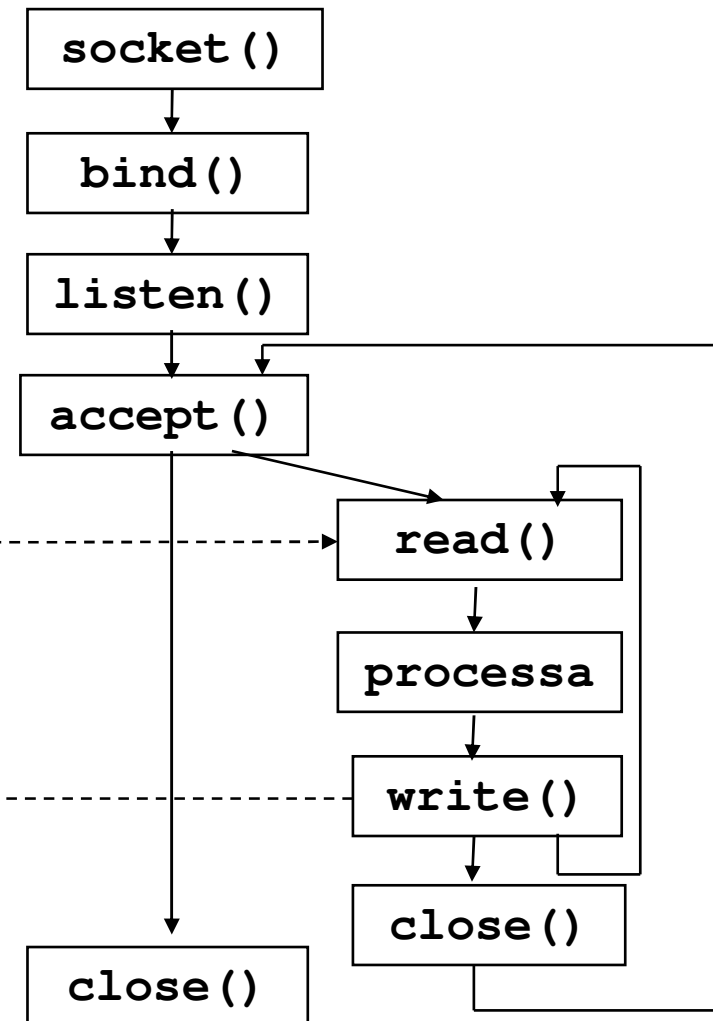 socket()
bind()
listen()
accept()
read()
processa
write()
close()
close()